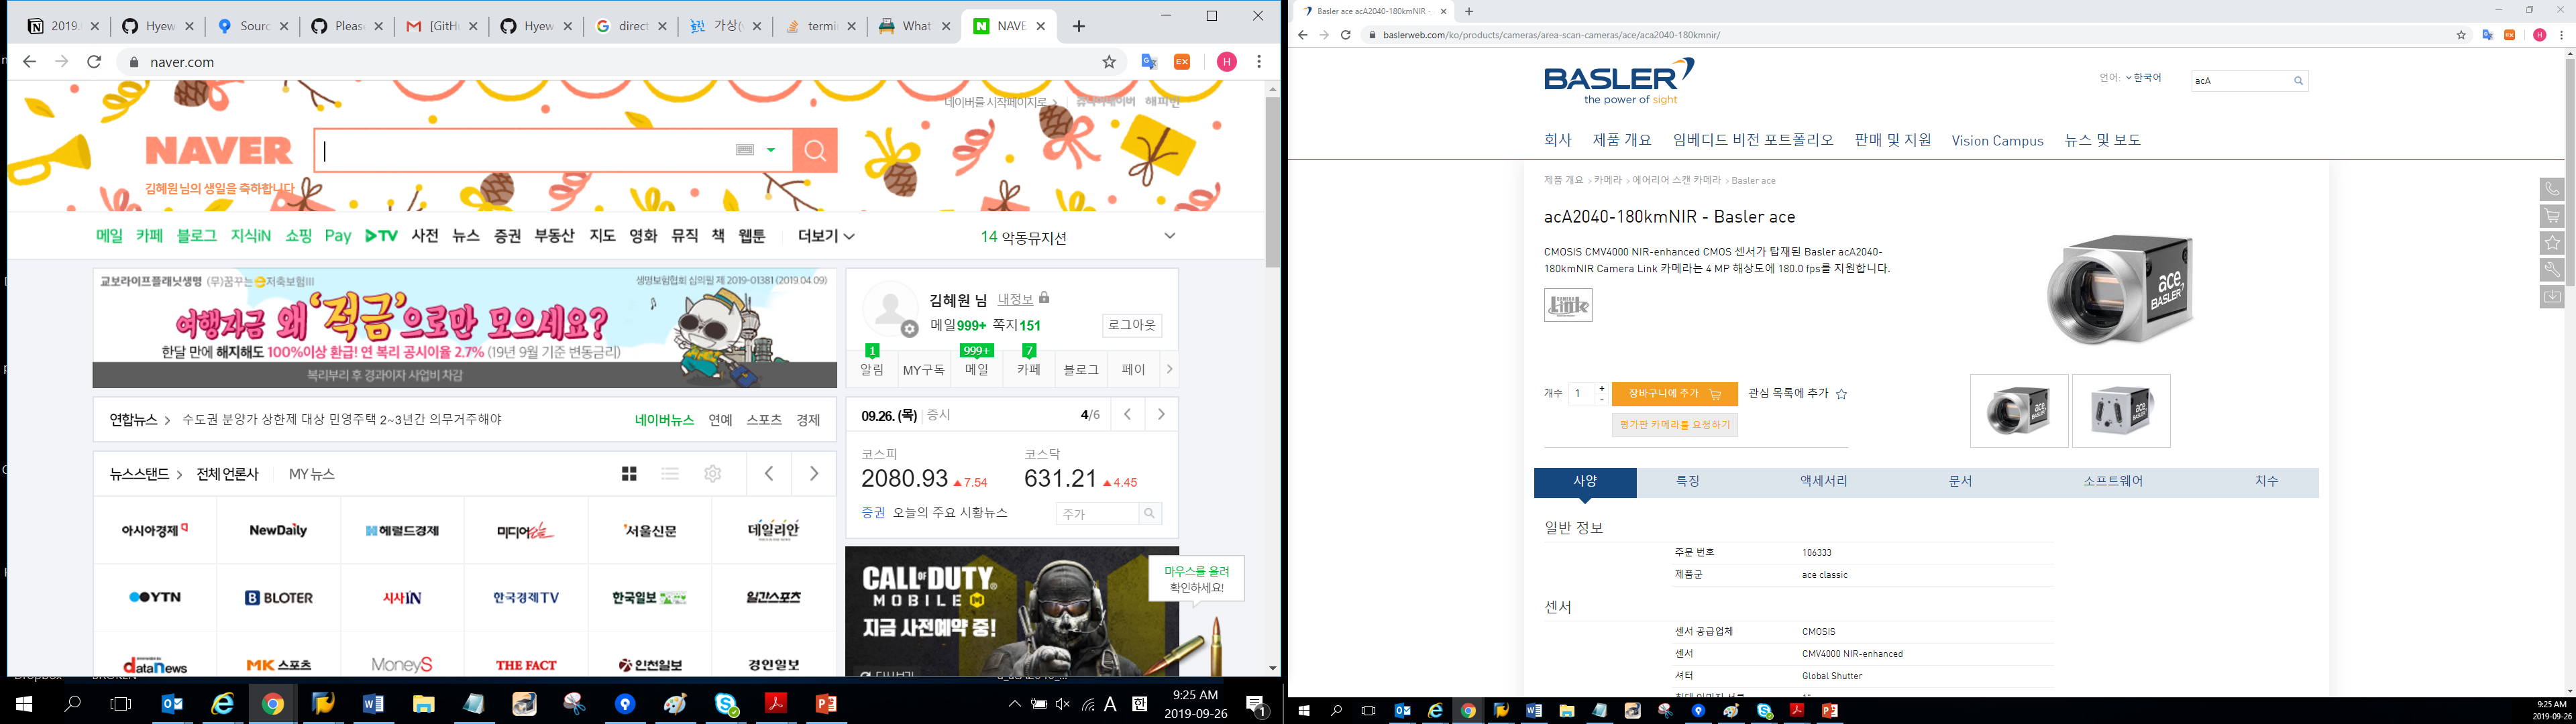 2019.
Hyew
Sourc
Please
[GitHu
Hyew
direct
가상(
termi
What'
NAVE
naver.com
EX
H
네이버를 시작페이지로 > 쥬니어네이버 해피빈
NAVER
김혜원님의 생일을 축하합니다
메일 카페 블로그 지식iN 쇼핑 Pay ▶TV 사전 뉴스 증권 부동산 지도 영화 뮤직 책 웹툰 더보기
14 악동뮤지션
교보라이프플래닛생명 (무)꿈꾸는e저축보험III
생명보험협회 심의필 제 2019-01381 (2019.04.09)
여행자금 왜 '적금'으로만 모으세요?
한달 만에 해지해도 100%이상 환급! 연 복리 공시이율 2.7% (19년 9월 기준 변동금리)
복리부리 후 경과이자 사업비 차감
김혜원 님 내정보
메일999+ 쪽지151
로그아웃
1 999+ 7
알림 MY구독 메일 카페 블로그 페이 >
연합뉴스 > 수도권 분양가 상한제 대상 민영주택 2~3년간 의무거주해야
네이버뉴스 연예 스포츠 경제
09.26. (목) 증시 4/6
코스피 코스닥
2080.93 ▲7.54 631.21 ▲4.45
증권 오늘의 주요 시황뉴스 주가
뉴스스탠드 > 전체 언론사 MY 뉴스
아시아경제 NewDaily 헤럴드경제 미디어오늘 서울신문 데일리안
YTN BLOTER 시사IN 한국경제TV 한국일보 일간스포츠
dataNews MK 스포츠 MoneyS THE FACT 인천일보 경인일보
CALL OF DUTY
MOBILE
지금 사전예약 중!
다시보기
마우스를 올려
확인하세요!
Dropbox BROKEN
A 한
9:25 AM
2019-09-26
Basler ace acA2040-180kmNIR -
baslerweb.com/ko/products/cameras/area-scan-cameras/ace/aca2040-180kmnir/
EX
H
BASLER
the power of sight
언어: 한국어
acA
회사 제품 개요 임베디드 비전 포트폴리오 판매 및 지원 Vision Campus 뉴스 및 보도
제품 개요 > 카메라 > 에어리어 스캔 카메라 > Basler ace
acA2040-180kmNIR - Basler ace
CMOSIS CMV4000 NIR-enhanced CMOS 센서가 탑재된 Basler acA2040-
180kmNIR Camera Link 카메라는 4 MP 해상도에 180.0 fps를 지원합니다.
CAMERA
Link
ace
BASLER
개수 1 + -
장바구니에 추가
관심 목록에 추가
평가판 카메라를 요청하기
사양 특징 액세서리 문서 소프트웨어 치수
일반 정보
주문 번호 106333
제품군 ace classic
센서
센서 공급업체 CMOSIS
센서 CMV4000 NIR-enhanced
셔터 Global Shutter
9:25 AM
2019-09-26